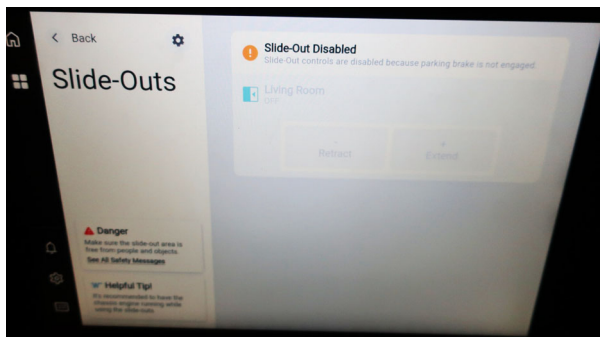 Back
Slide-Outs
Slide-Out Disabled
Slide-Out controls are disabled because parking brake is not engaged.
Living Room
Retract
Extend
Danger
Make sure the slide-out area is
free from people and objects.
See All Safety Messages
Helpful Tip!
It's recommended to have the
chassis engine running while
using the slide-outs.